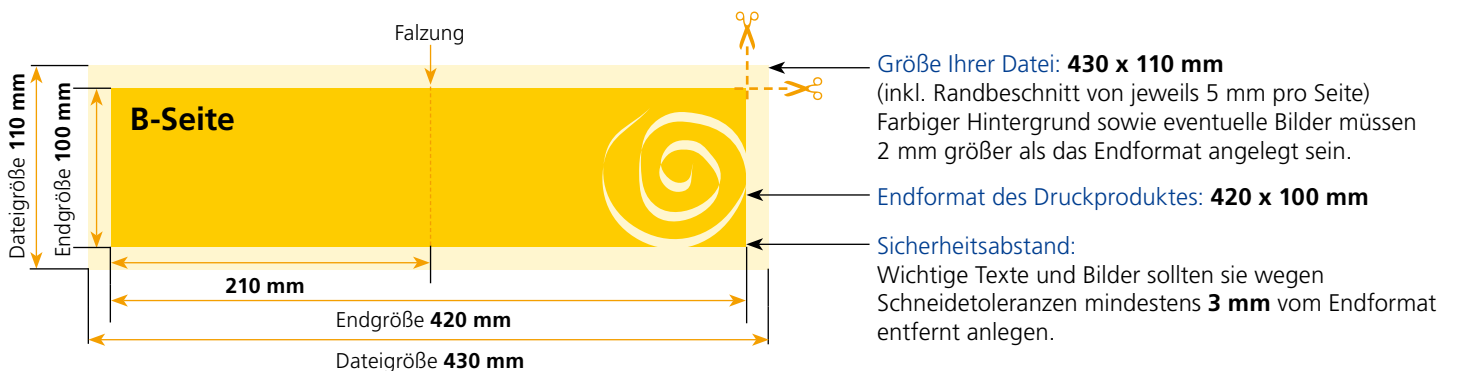 Falzung
Dateigröße 110 mm
Endgröße 100 mm
B-Seite
210 mm
Endgröße 420 mm
Dateigröße 430 mm
Größe Ihrer Datei: 430 x 110 mm
(inkl. Randbeschnitt von jeweils 5 mm pro Seite)
Farbiger Hintergrund sowie eventuelle Bilder müssen
2 mm größer als das Endformat angelegt sein.
Endformat des Druckproduktes: 420 x 100 mm
Sicherheitsabstand:
Wichtige Texte und Bilder sollten sie wegen
Schneidetoleranzen mindestens 3 mm vom Endformat
entfernt anlegen.